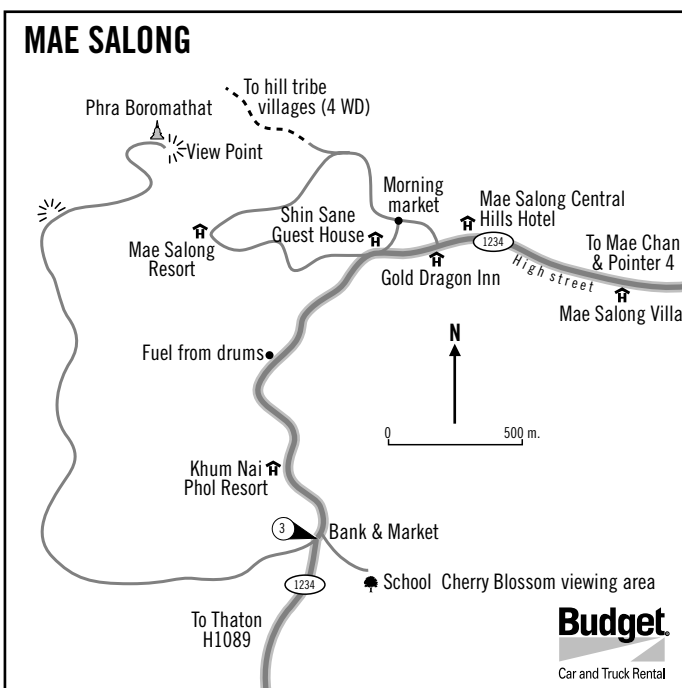 MAE SALONG
To hill tribe
villages (4 WD)
Phra Boromathat
View Point
Morning
market
Mae Salong Central
Hills Hotel
Shin Sane
Guest House
1234
To Mae Chan
& Pointer 4
Mae Salong
Resort
High street
Gold Dragon Inn
Mae Salong Villa
N
Fuel from drums
0 500 m.
Khum Nai
Phol Resort
3
Bank & Market
1234
School Cherry Blossom viewing area
To Thaton
H1089
Budget.
Car and Truck Rental